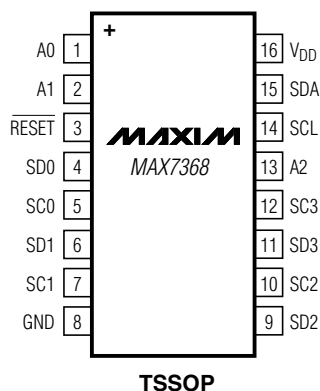 +
A0 1 16 VDD
A1 2 15 SDA
RESET 3 14 SCL
MAXIM
SD0 4 MAX7368 13 A2
SC0 5 12 SC3
SD1 6 11 SD3
SC1 7 10 SC2
GND 8 9 SD2
TSSOP